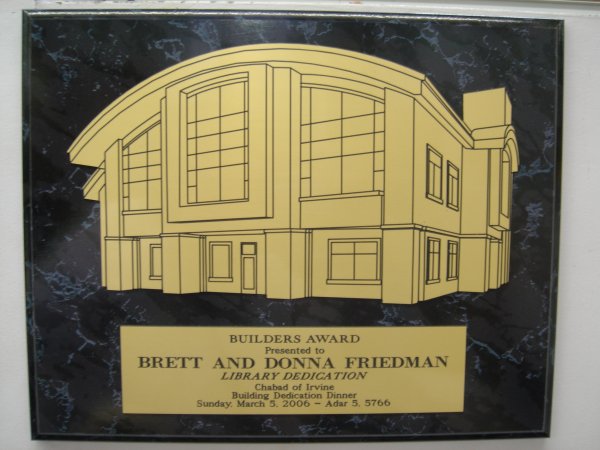 BUILDERS AWARD
Presented to
BRETT AND DONNA FRIEDMAN
LIBRARY DEDICATION
Chabad of Irvine
Building Dedication Dinner
Sunday, March 5, 2006 - Adar 5, 5766